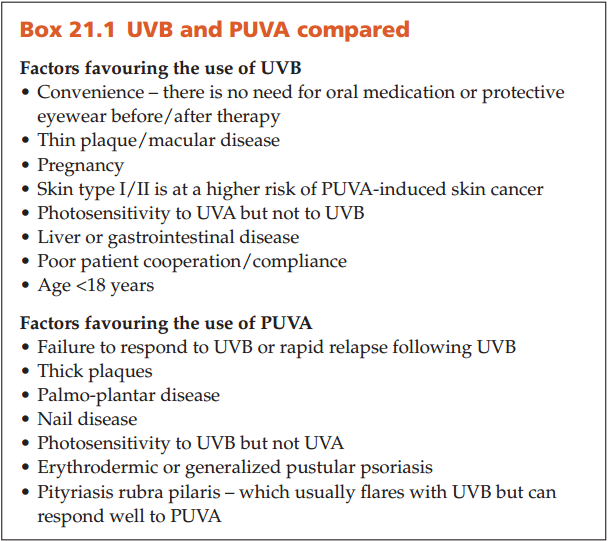 Box 21.1 UVB and PUVA compared
Factors favouring the use of UVB
• Convenience – there is no need for oral medication or protective
eyewear before/after therapy
• Thin plaque/macular disease
• Pregnancy
• Skin type I/II is at a higher risk of PUVA-induced skin cancer
• Photosensitivity to UVA but not to UVB
• Liver or gastrointestinal disease
• Poor patient cooperation/compliance
• Age <18 years
Factors favouring the use of PUVA
• Failure to respond to UVB or rapid relapse following UVB
• Thick plaques
• Palmo-plantar disease
• Nail disease
• Photosensitivity to UVB but not UVA
• Erythrodermic or generalized pustular psoriasis
• Pityriasis rubra pilaris – which usually flares with UVB but can
respond well to PUVA